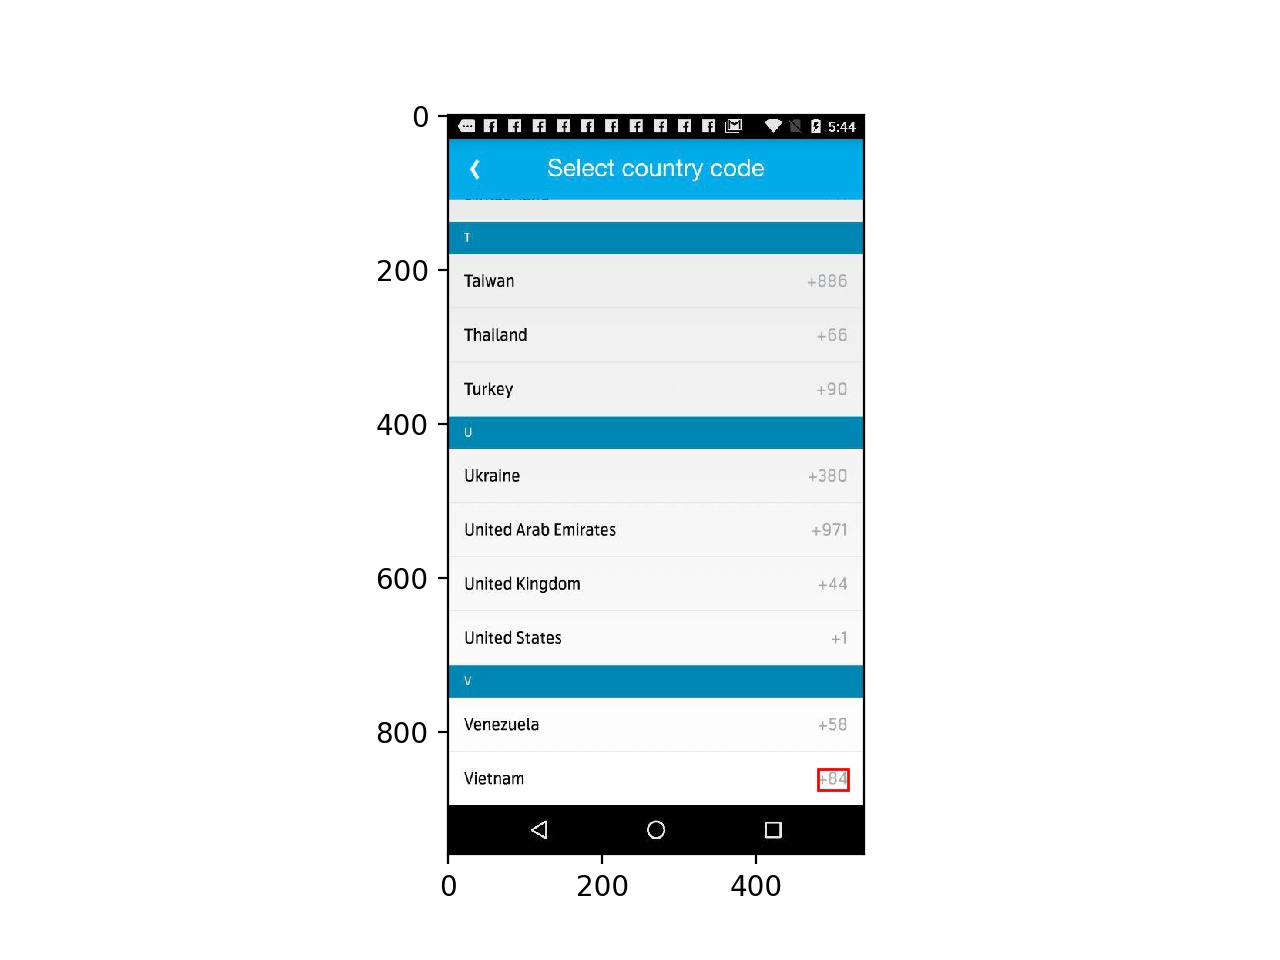 0
5:44
Select country code
T
200
Taiwan +886
Thailand +66
Turkey +90
400
U
Ukraine +380
United Arab Emirates +971
600
United Kingdom +44
United States +1
V
800
Venezuela +58
Vietnam +84
0 200 400